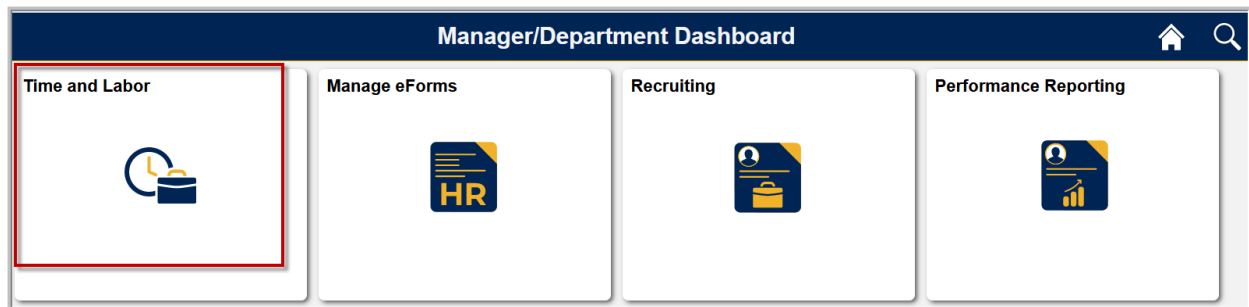 Manager/Department Dashboard
Time and Labor
Manage eForms
Recruiting
Performance Reporting
HR